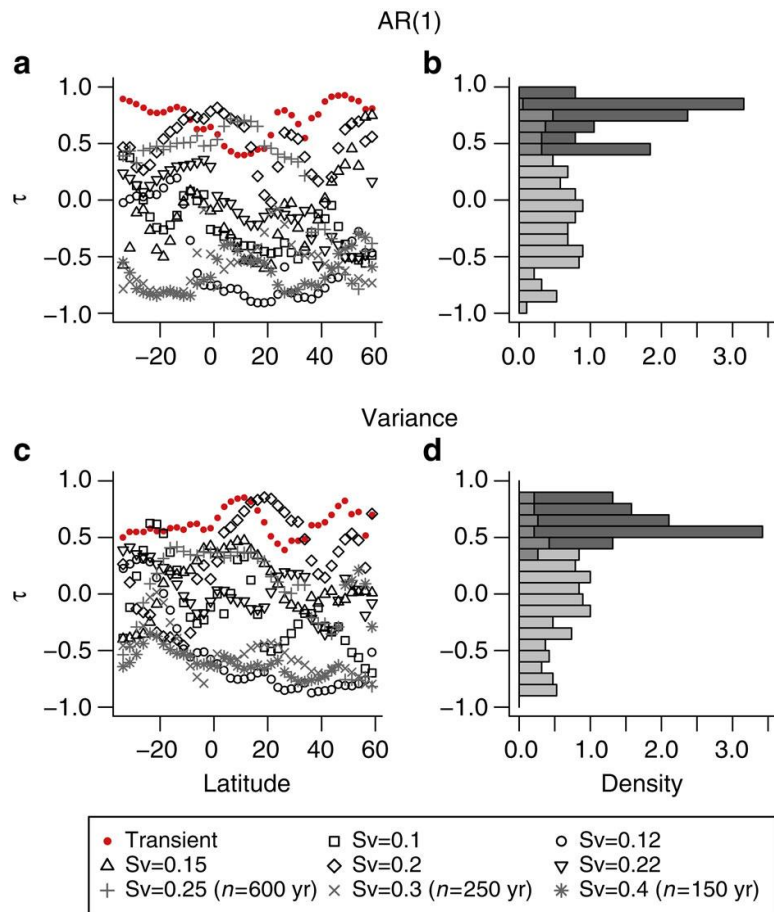 AR(1)
a
b
1.0
0.5
0.0
−0.5
−1.0
τ
−20 0 20 40 60
1.0
0.5
0.0
−0.5
−1.0
0.0 1.0 2.0 3.0
Variance
c
d
1.0
0.5
0.0
−0.5
−1.0
τ
−20 0 20 40 60
Latitude
1.0
0.5
0.0
−0.5
−1.0
0.0 1.0 2.0 3.0
Density
Transient Sv=0.1 Sv=0.12
Sv=0.15 Sv=0.2 Sv=0.22
Sv=0.25 (n=600 yr) Sv=0.3 (n=250 yr) Sv=0.4 (n=150 yr)